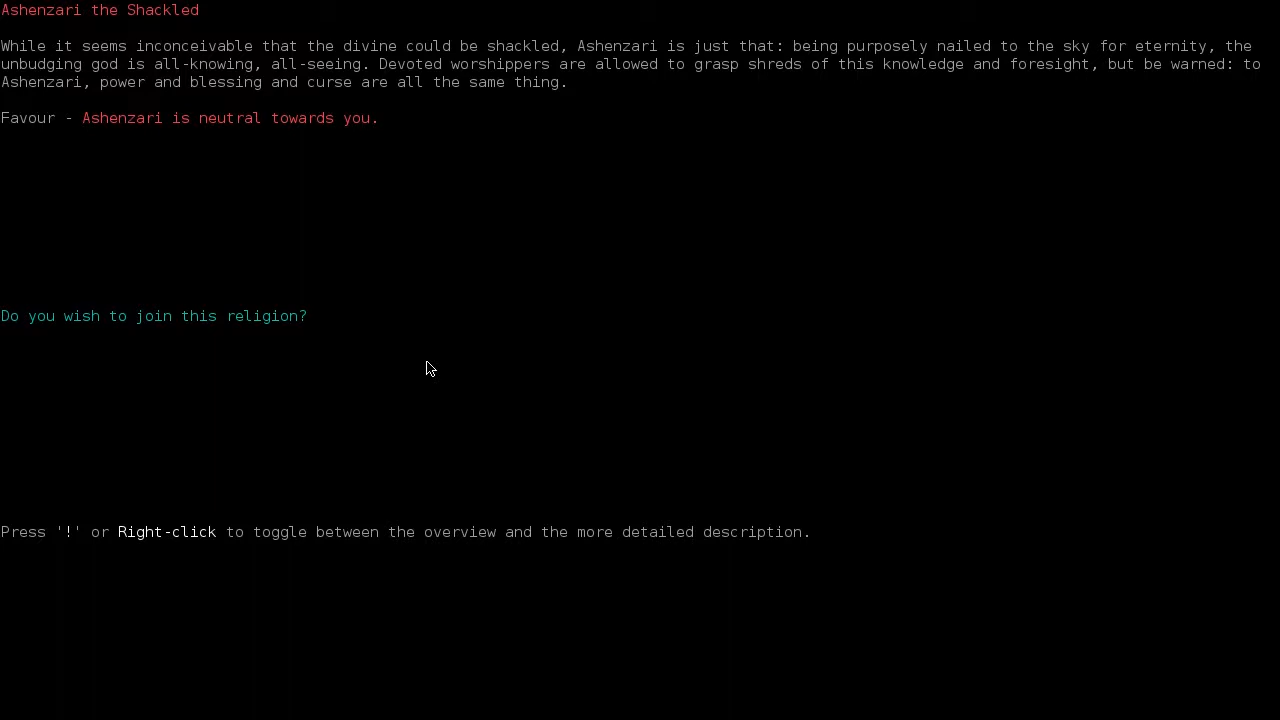 Ashenzari the Shackled
While it seems inconceivable that the divine could be shackled, Ashenzari is just that: being purposely nailed to the sky for eternity, the
unbudging god is all-knowing, all-seeing. Devoted worshippers are allowed to grasp shreds of this knowledge and foresight, but be warned: to
Ashenzari, power and blessing and curse are all the same thing.
Favour - Ashenzari is neutral towards you.
Do you wish to join this religion?
Press '!' or Right-click to toggle between the overview and the more detailed description.